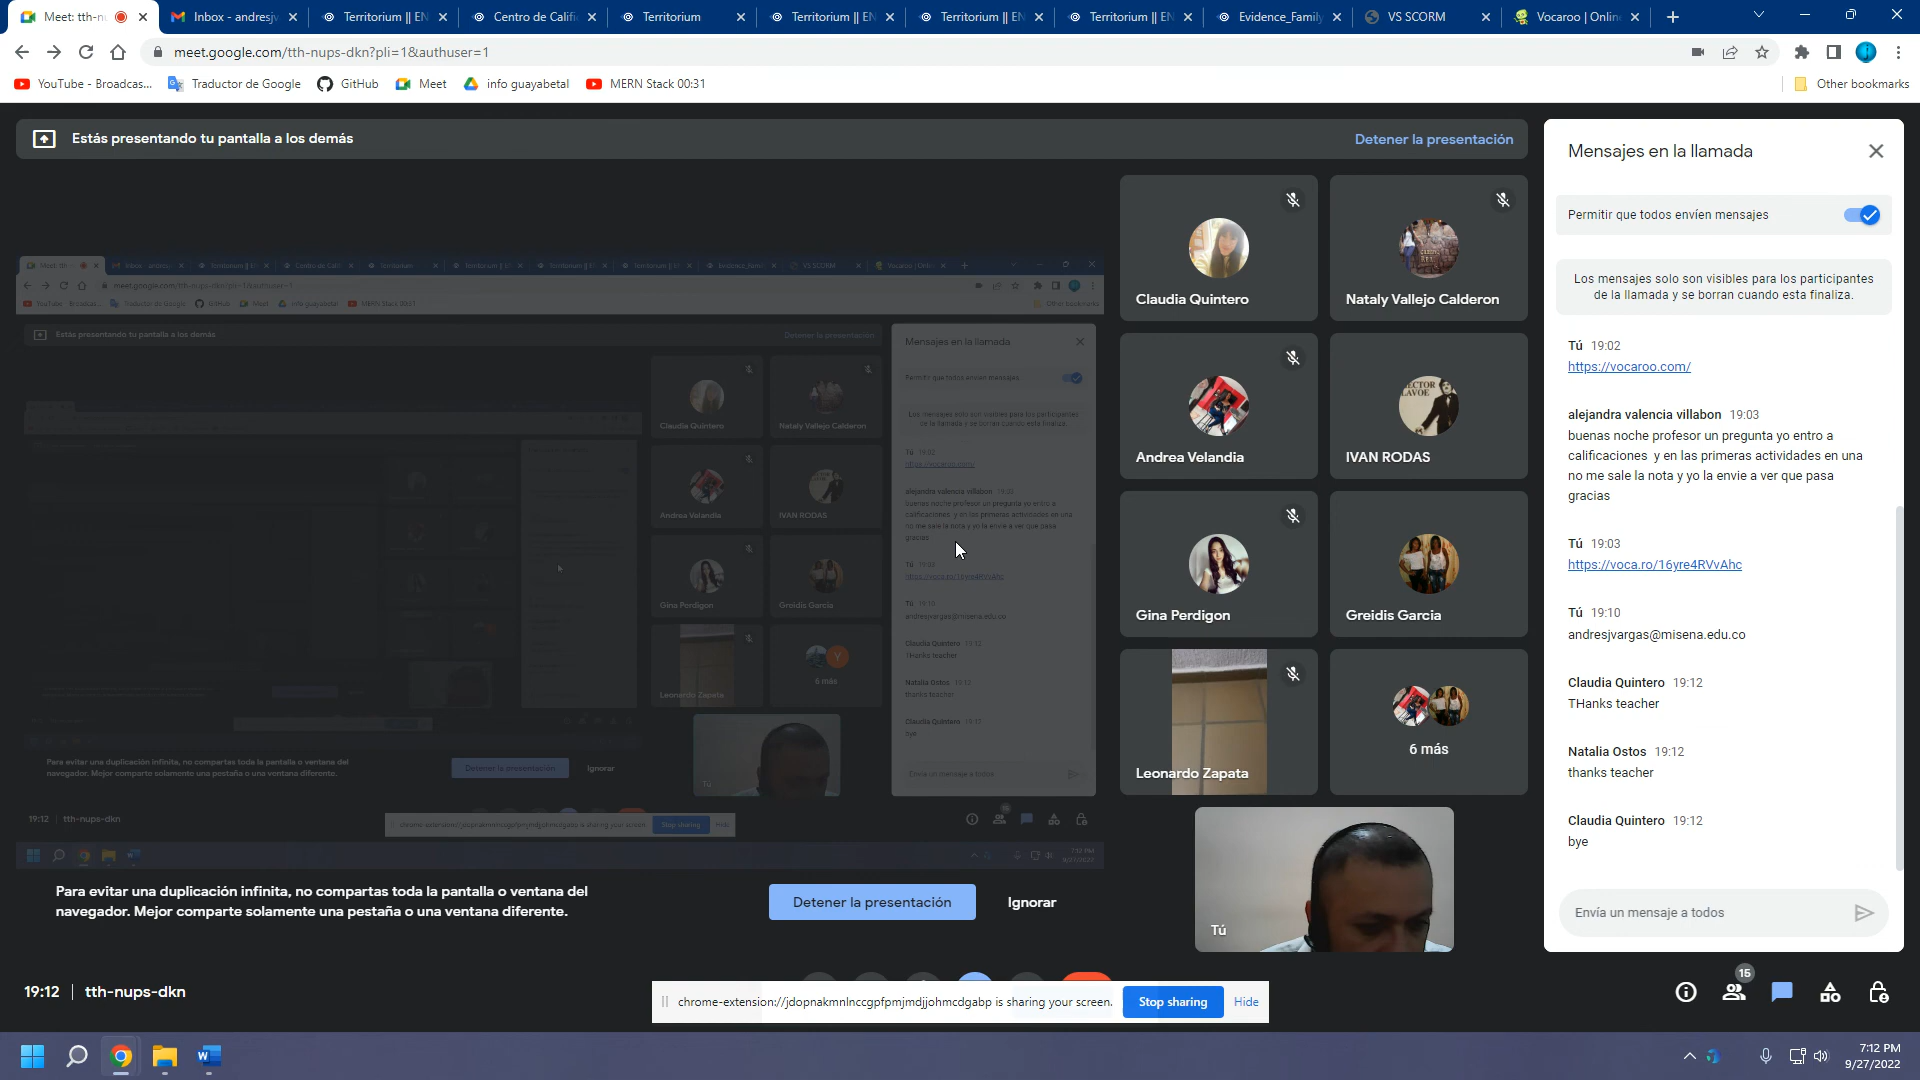 Meet: tth-n
Inbox - andresjv
Territorium || EN
Centro de Califi
Territorium
Territorium || EN
Territorium || EN
Territorium || EN
Evidence_Family
VS SCORM
Vocaroo | Onlin
meet.google.com/tth-nups-dkn?pli=1&authuser=1
YouTube - Broadcas...
Traductor de Google
GitHub
Meet
info guayabetal
MERN Stack 00:31
Other bookmarks
Estás presentando tu pantalla a los demás
Detener la presentación
Claudia Quintero
Nataly Vallejo Calderon
Andrea Velandia
IVAN RODAS
Gina Perdigon
Greidis Garcia
Leonardo Zapata
6 más
Tú
Para evitar una duplicación infinita, no compartas toda la pantalla o ventana del
navegador. Mejor comparte solamente una pestaña o una ventana diferente.
Detener la presentación
Ignorar
Mensajes en la llamada
Permitir que todos envíen mensajes
Los mensajes solo son visibles para los participantes
de la llamada y se borran cuando esta finaliza.
Tú 19:02
https://vocaroo.com/
alejandra valencia villabon 19:03
buenas noche profesor un pregunta yo entro a
calificaciones y en las primeras actividades en una
no me sale la nota y yo la envie a ver que pasa
gracias
Tú 19:03
https://voca.ro/16yre4RVvAhc
Tú 19:10
andresjvargas@misena.edu.co
Claudia Quintero 19:12
THanks teacher
Natalia Ostos 19:12
thanks teacher
Claudia Quintero 19:12
bye
Envía un mensaje a todos
19:12 | tth-nups-dkn
chrome-extension://jdopnakmnlnccgpfpmjmdjjohmcdgabp is sharing your screen.
Stop sharing
Hide
15
7:12 PM
9/27/2022